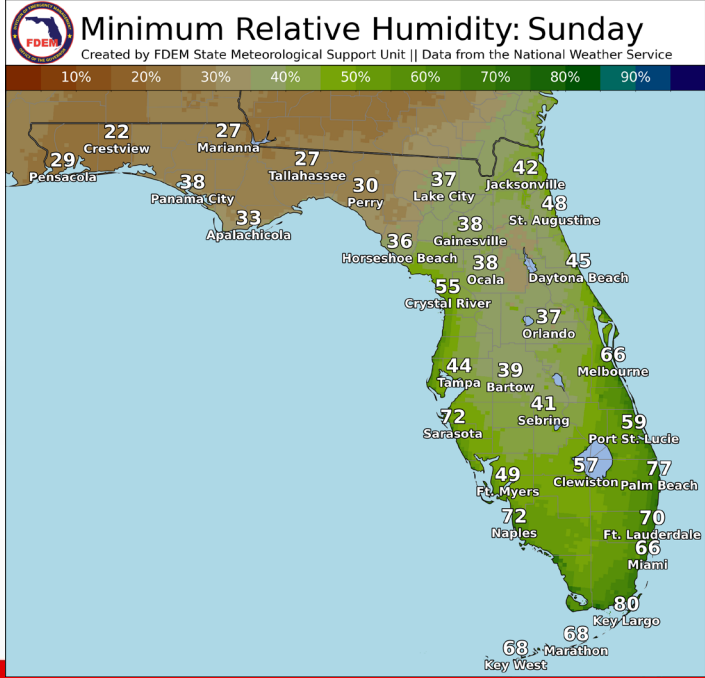 Minimum Relative Humidity: Sunday
Created by FDEM State Meteorological Support Unit || Data from the National Weather Service
FDEM
10% 20% 30% 40% 50% 60% 70% 80% 90%
22
Crestview
27
Marianna
29
Pensacola
27
Tallahassee
38
Panama City
30
Perry
37
Lake City
42
Jacksonville
33
Apalachicola
48
St. Augustine
38
Gainesville
36
Horseshoe Beach
38
Ocala
45
Daytona Beach
55
Crystal River
37
Orlando
66
Melbourne
44
Tampa
39
Bartow
41
Sebring
72
Sarasota
59
Port St. Lucie
57
Clewiston
77
Palm Beach
49
Ft. Myers
72
Naples
70
Ft. Lauderdale
66
Miami
80
Key Largo
68
Marathon
68
Key West